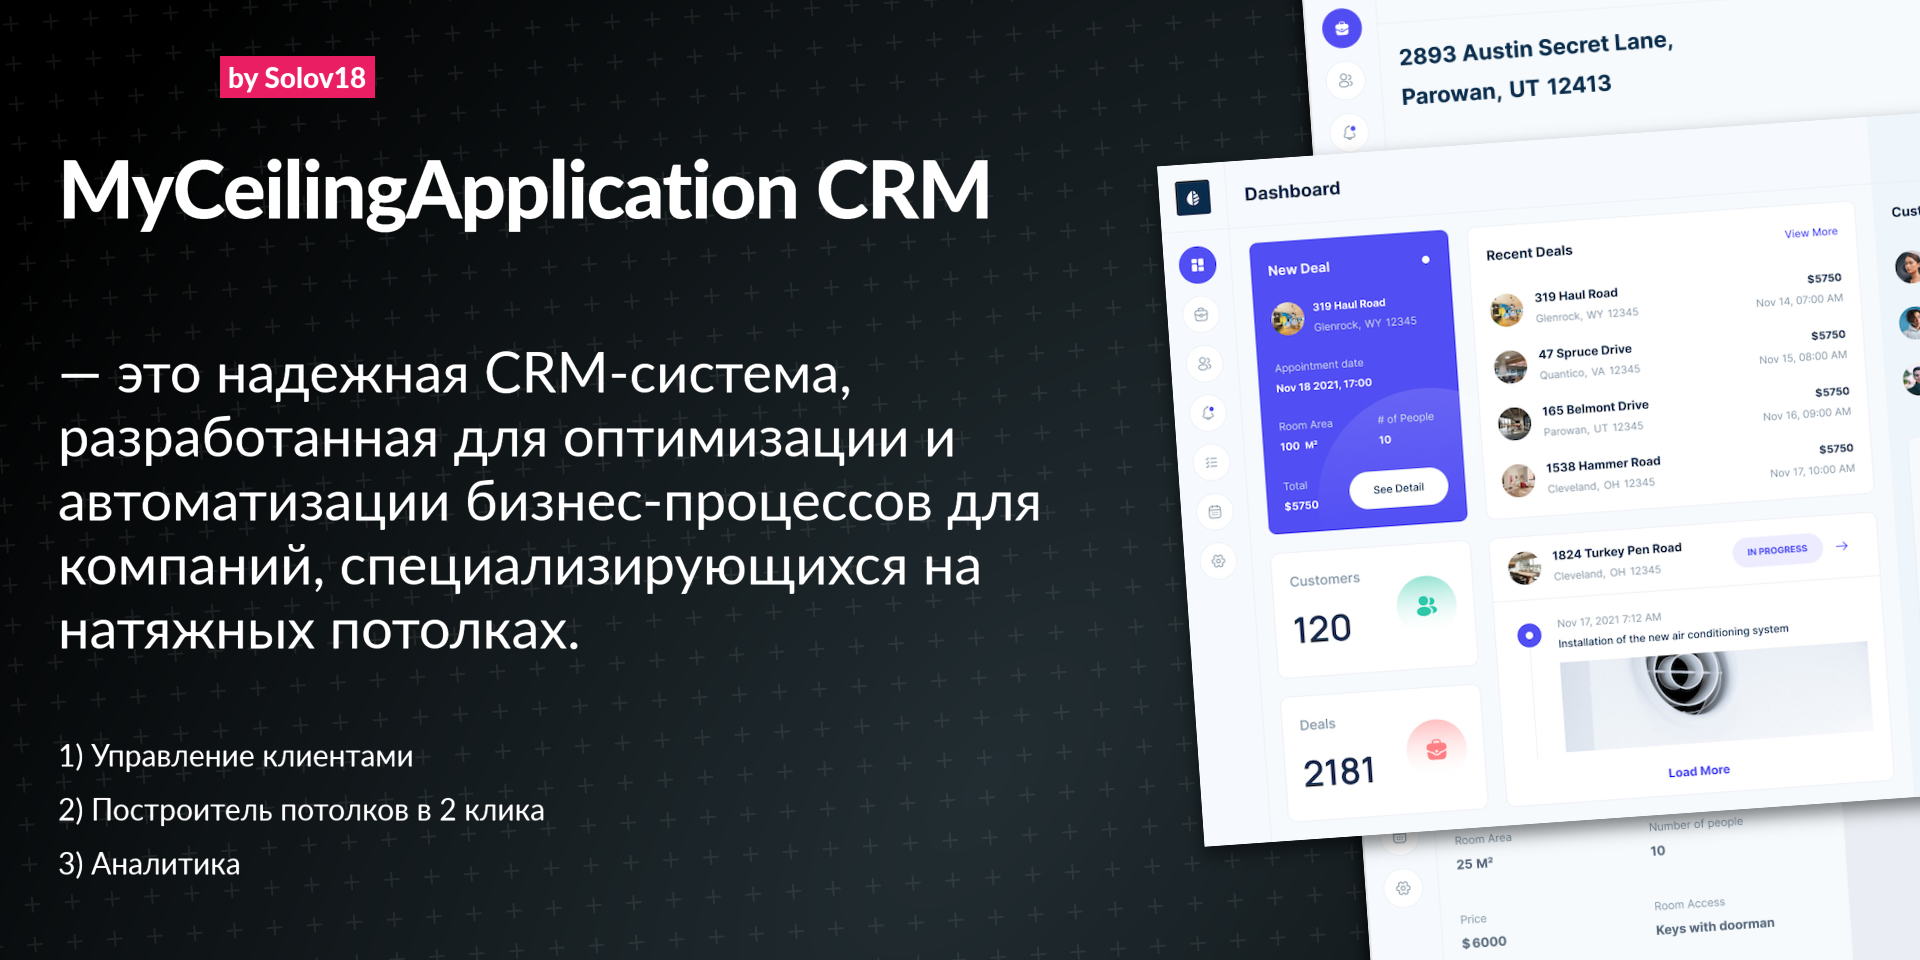 by Solov18
MyCeilingApplication CRM
— это надежная CRM-система,
разработанная для оптимизации и
автоматизации бизнес-процессов для
компаний, специализирующихся на
натяжных потолках.
1) Управление клиентами
2) Построитель потолков в 2 клика
3) Аналитика
2893 Austin Secret Lane,
Parowan, UT 12413
Dashboard
New Deal
319 Haul Road
Glenrock, WY 12345
Appointment date
Nov 18 2021, 17:00
Room Area
# of People
100 M²
10
Total
$5750
See Detail
Customers
120
Deals
2181
Recent Deals
View More
319 Haul Road
Glenrock, WY 12345
$5750
Nov 14, 07:00 AM
47 Spruce Drive
Quantico, VA 12345
$5750
Nov 15, 08:00 AM
165 Belmont Drive
Parowan, UT 12345
$5750
Nov 16, 09:00 AM
1538 Hammer Road
Cleveland, OH 12345
$5750
Nov 17, 10:00 AM
1824 Turkey Pen Road
Cleveland, OH 12345
IN PROGRESS
Nov 17, 2021 7:12 AM
Installation of the new air conditioning system
Load More
Cust
Room Area
25 M²
Number of people
10
Price
$6000
Room Access
Keys with doorman